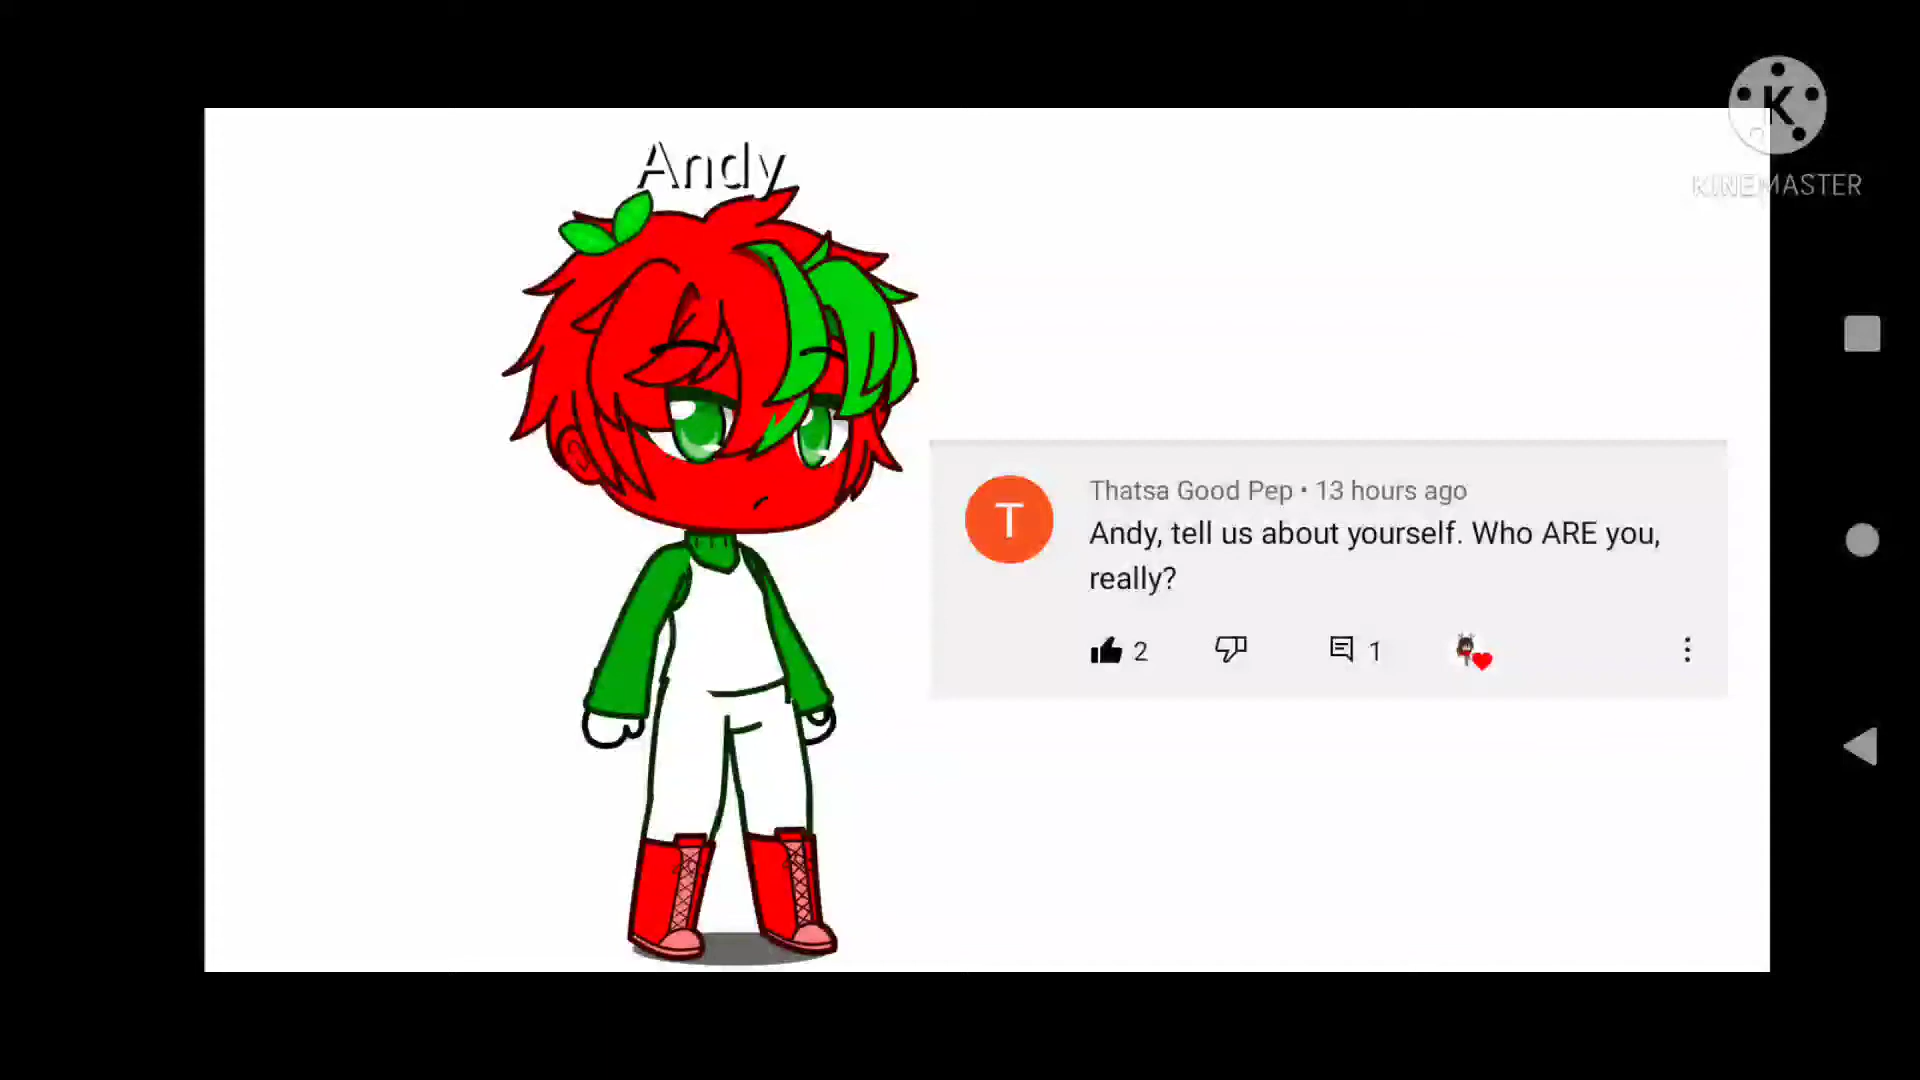 Andy
K
KINEMASTER
T
Thatsa Good Pep • 13 hours ago
Andy, tell us about yourself. Who ARE you,
really?
2
1